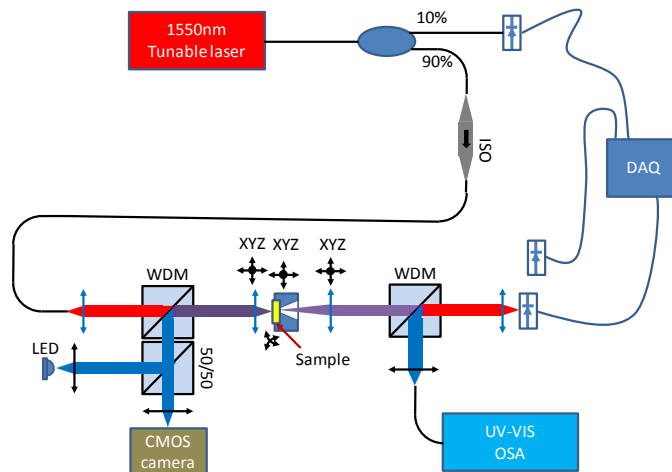 1550nm
Tunable laser
10%
90%
ISO
DAQ
XYZ
XYZ
XYZ
WDM
WDM
LED
50/50
Sample
CMOS
camera
UV-VIS
OSA